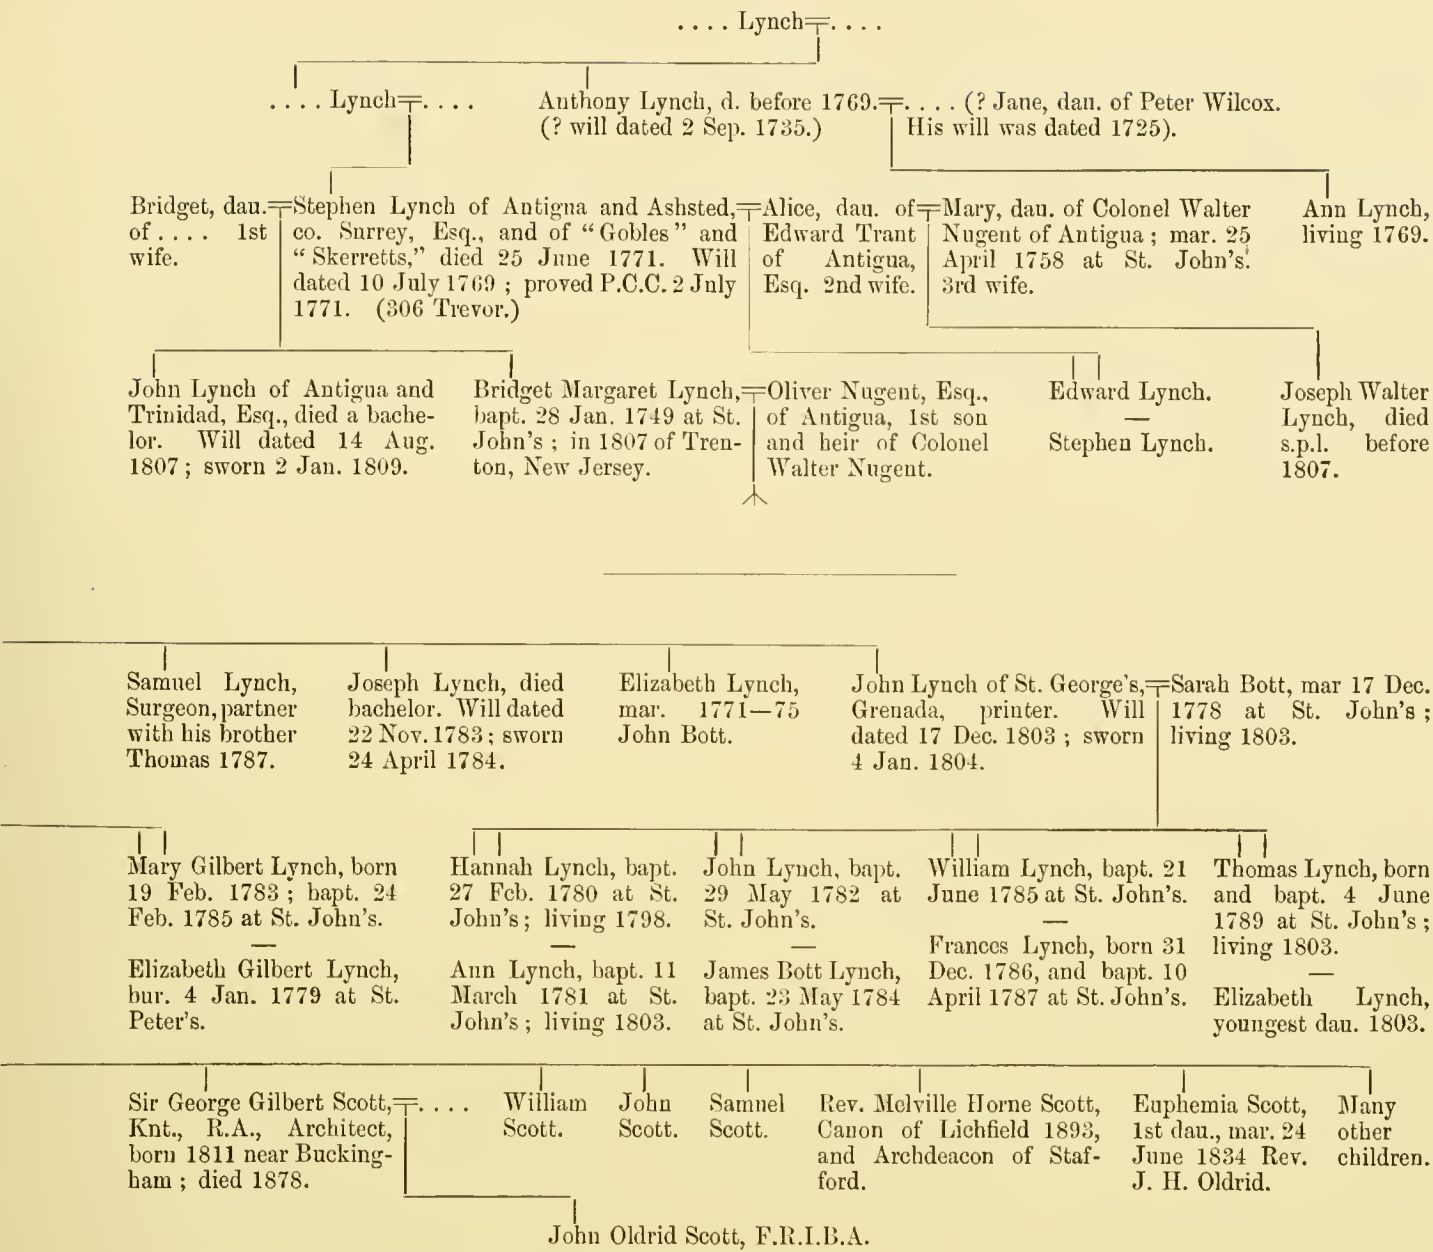 . . . . Lynch=. . . .
. . . . Lynch=. . . .
Anthony Lynch, d. before 1769.=. . . . (? Jane, dau. of Peter Wilcox.
(? will dated 2 Sep. 1735.)
His will was dated 1725).
Bridget, dau.=
of . . . . 1st
wife.
Stephen Lynch of Antigua and Ashsted,=
co. Surrey, Esq., and of “Gobles” and
“Skerretts,” died 25 June 1771. Will
dated 10 July 1769 ; proved P.C.C. 2 July
1771. (306 Trevor.)
Alice, dau. of=
Edward Trant
of Antigua,
Esq. 2nd wife.
Mary, dau. of Colonel Walter
Nugent of Antigua ; mar. 25
April 1758 at St. John's.
3rd wife.
Ann Lynch,
living 1769.
John Lynch of Antigua and
Trinidad, Esq., died a bache-
lor. Will dated 14 Aug.
1807 ; sworn 2 Jan. 1809.
Bridget Margaret Lynch,=
bapt. 28 Jan. 1749 at St.
John's ; in 1807 of Tren-
ton, New Jersey.
Oliver Nugent, Esq.,
of Antigua, 1st son
and heir of Colonel
Walter Nugent.
Edward Lynch.
—
Stephen Lynch.
Joseph Walter
Lynch, died
s.p.l. before
1807.
Samuel Lynch,
Surgeon, partner
with his brother
Thomas 1787.
Joseph Lynch, died
bachelor. Will dated
22 Nov. 1783 ; sworn
24 April 1784.
Elizabeth Lynch,
mar. 1771—75
John Bott.
John Lynch of St. George's,=
Grenada, printer. Will
dated 17 Dec. 1803 ; sworn
4 Jan. 1804.
Sarah Bott, mar 17 Dec.
1778 at St. John's ;
living 1803.
Mary Gilbert Lynch, born
19 Feb. 1783 ; bapt. 24
Feb. 1785 at St. John's.
—
Elizabeth Gilbert Lynch,
bur. 4 Jan. 1779 at St.
Peter's.
Hannah Lynch, bapt.
27 Feb. 1780 at St.
John's ; living 1798.
—
Ann Lynch, bapt. 11
March 1781 at St.
John's ; living 1803.
John Lynch, bapt.
29 May 1782 at
St. John's.
—
James Bott Lynch,
bapt. 23 May 1784
at St. John's.
William Lynch, bapt. 21
June 1785 at St. John's.
—
Frances Lynch, born 31
Dec. 1786, and bapt. 10
April 1787 at St. John's.
Thomas Lynch, born
and bapt. 4 June
1789 at St. John's ;
living 1803.
—
Elizabeth Lynch,
youngest dau. 1803.
Sir George Gilbert Scott,=. . . .
Knt., R.A., Architect,
born 1811 near Bucking-
ham ; died 1878.
William
Scott.
John
Scott.
Samuel
Scott.
Rev. Melville Horne Scott,
Canon of Lichfield 1893,
and Archdeacon of Staf-
ford.
Euphemia Scott,
1st dau., mar. 24
June 1834 Rev.
J. H. Oldrid.
Many
other
children.
John Oldrid Scott, F.R.I.B.A.